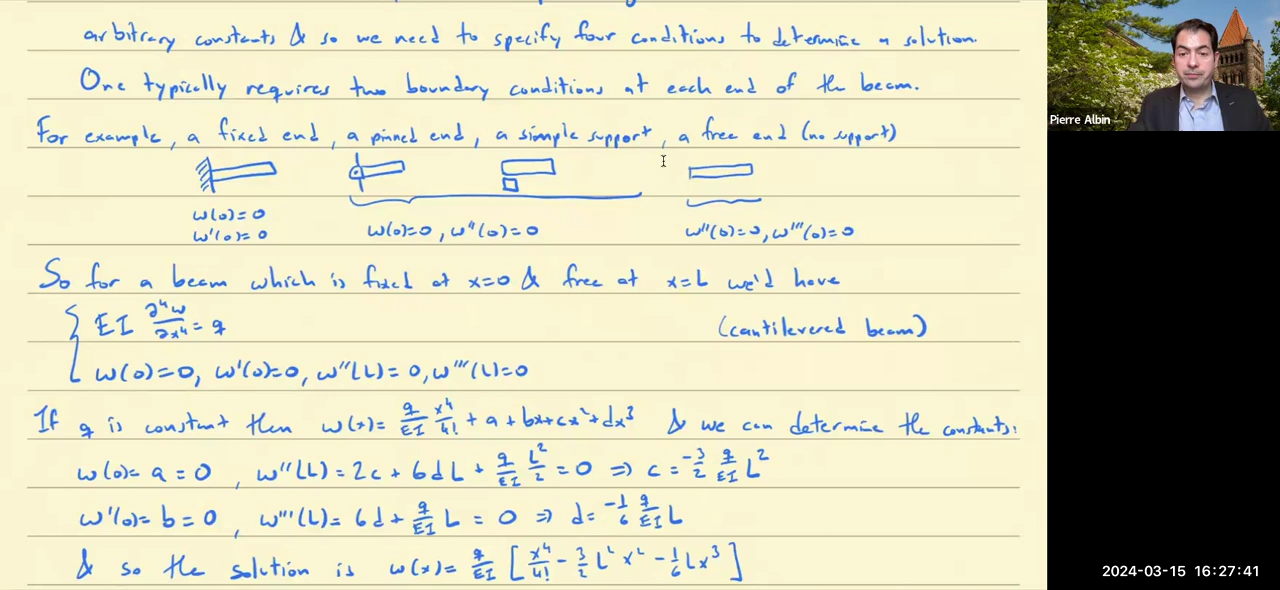 arbitrary constants & so we need to specify four conditions to determine a solution.
One typically requires two boundary conditions at each end of the beam.
For example, a fixed end, a pinned end, a simple support, a free end (no support)
w(0)=0
w'(0)=0
w(0)=0, w''(0)=0
w''(0)=0, w'''(0)=0
So for a beam which is fixed at x=0 & free at x=L we'd have
EI ∂⁴w/∂x⁴ = q
(cantilevered beam)
w(0)=0, w'(0)=0, w''(L)=0, w'''(L)=0
If q is constant then w(x)= q/EI x⁴/4! + a + bx + cx² + dx³ & we can determine the constants:
w(0)= a = 0, w''(L)= 2c + 6dL + q/EI L²/2 = 0 ⇒ c = -3/2 q/EI L²
w'(0)= b = 0, w'''(L)= 6d + q/EI L = 0 ⇒ d= -1/6 q/EI L
& so the solution is w(x)= q/EI [x⁴/4! - 3/2 L² x² - 1/6 L x³]
Pierre Albin
2024-03-15 16:27:41